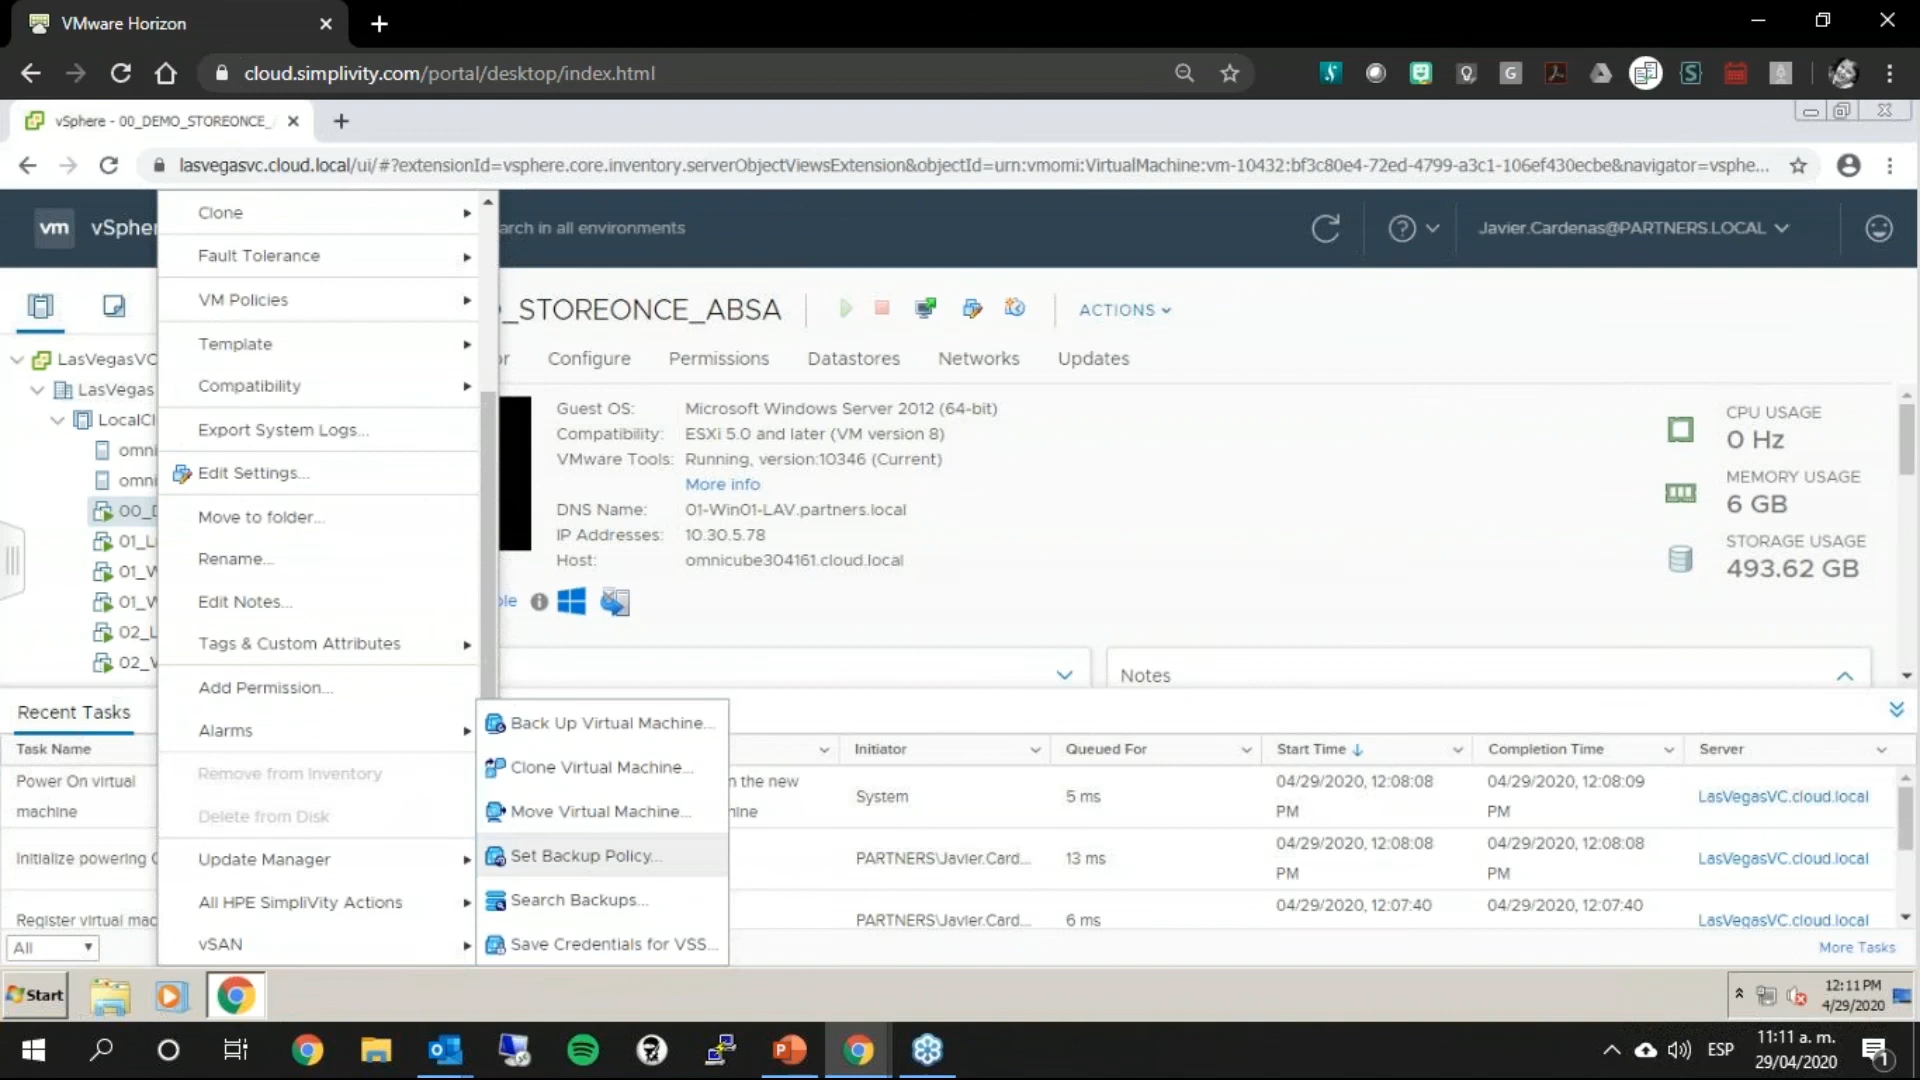 VMware Horizon
cloud.simplivity.com/portal/desktop/index.html
vSphere - 00_DEMO_STOREONCE_
lasvegasvc.cloud.local/ui/#?extensionId=vsphere.core.inventory.serverObjectViewsExtension&objectId=urn:vmomi:VirtualMachine:vm-10432:bf3c80e4-72ed-4799-a3c1-106ef430ecbe&navigator=vsphe...
vm vSpher
arch in all environments
Javier.Cardenas@PARTNERS.LOCAL
Clone
Fault Tolerance
VM Policies
Template
Compatibility
Export System Logs...
Edit Settings...
Move to folder...
Rename...
Edit Notes...
Tags & Custom Attributes
Add Permission...
Alarms
Remove from Inventory
Delete from Disk
Update Manager
All HPE SimpliVity Actions
vSAN
Back Up Virtual Machine...
Clone Virtual Machine...
Move Virtual Machine...
Set Backup Policy...
Search Backups...
Save Credentials for VSS...
LasVegasVC
LasVegas
LocalCl
omni
omni
00_D
01_L
01_W
01_W
02_L
02_V
_STOREONCE_ABSA
ACTIONS
or Configure Permissions Datastores Networks Updates
Guest OS: Microsoft Windows Server 2012 (64-bit)
Compatibility: ESXi 5.0 and later (VM version 8)
VMware Tools: Running, version:10346 (Current)
More info
DNS Name: 01-Win01-LAV.partners.local
IP Addresses: 10.30.5.78
Host: omnicube304161.cloud.local
ole
CPU USAGE
0 Hz
MEMORY USAGE
6 GB
STORAGE USAGE
493.62 GB
Notes
Recent Tasks
Task Name Initiator Queued For Start Time Completion Time Server
Power On virtual machine
n the new
hine
System 5 ms 04/29/2020, 12:08:08 PM 04/29/2020, 12:08:09 PM LasVegasVC.cloud.local
Initialize powering O PARTNERS\Javier.Card... 13 ms 04/29/2020, 12:08:08 PM 04/29/2020, 12:08:08 PM LasVegasVC.cloud.local
Register virtual mac PARTNERS\Javier.Card... 6 ms 04/29/2020, 12:07:40 04/29/2020, 12:07:40 LasVegasVC.cloud.local
All
More Tasks
Start
12:11 PM
4/29/2020
ESP
11:11 a. m.
29/04/2020
1